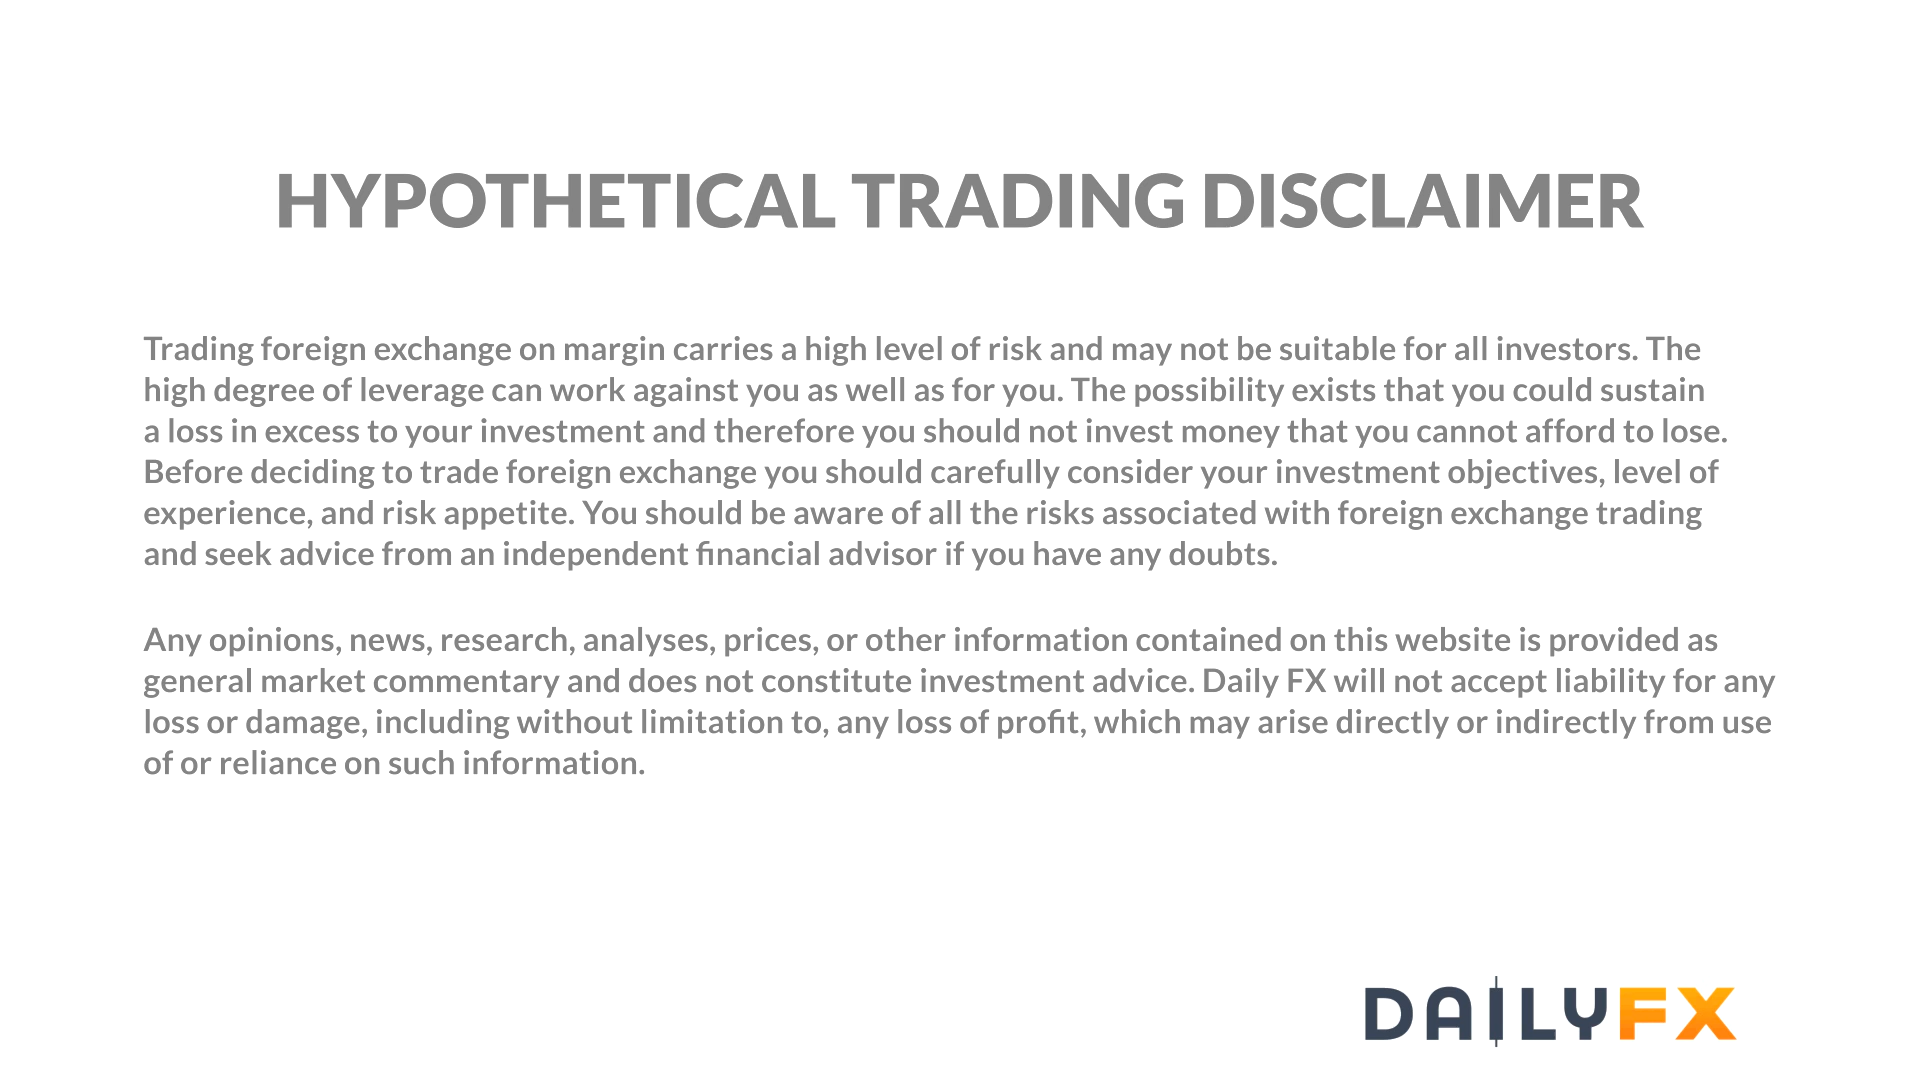 HYPOTHETICAL TRADING DISCLAIMER
Trading foreign exchange on margin carries a high level of risk and may not be suitable for all investors. The
high degree of leverage can work against you as well as for you. The possibility exists that you could sustain
a loss in excess to your investment and therefore you should not invest money that you cannot afford to lose.
Before deciding to trade foreign exchange you should carefully consider your investment objectives, level of
experience, and risk appetite. You should be aware of all the risks associated with foreign exchange trading
and seek advice from an independent financial advisor if you have any doubts.
Any opinions, news, research, analyses, prices, or other information contained on this website is provided as
general market commentary and does not constitute investment advice. Daily FX will not accept liability for any
loss or damage, including without limitation to, any loss of profit, which may arise directly or indirectly from use
of or reliance on such information.
DAILYFX